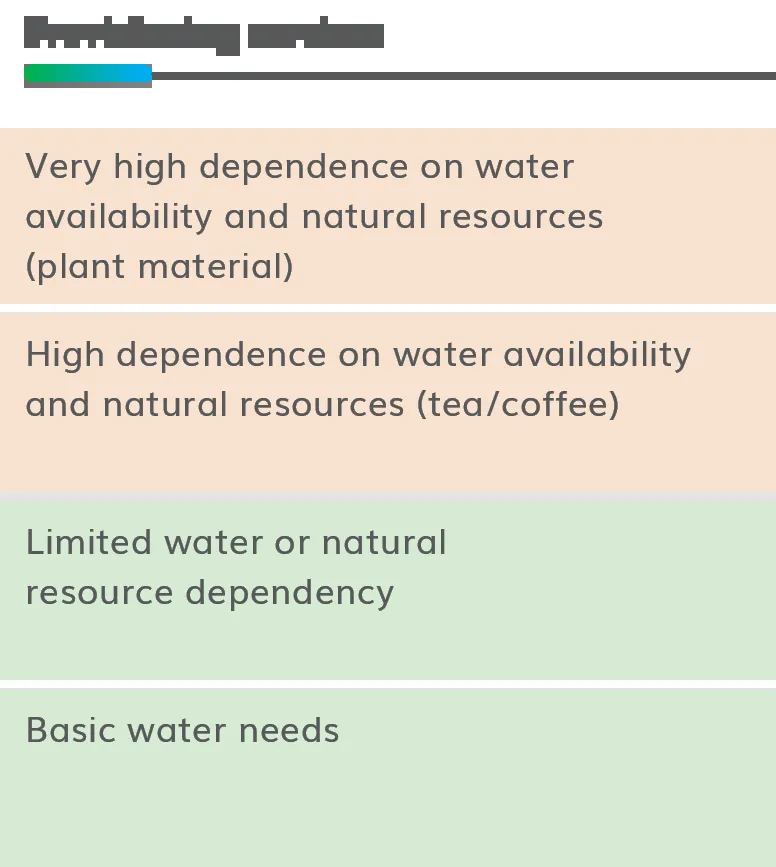 Very high dependence on water
availability and natural resources
(plant material)
High dependence on water availability
and natural resources (tea/coffee)
Limited water or natural
resource dependency
Basic water needs